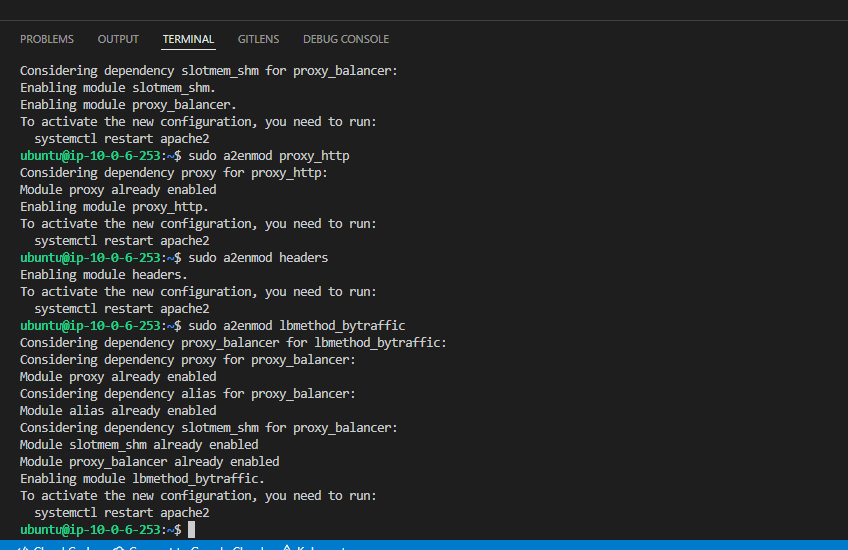 PROBLEMS OUTPUT TERMINAL GITLENS DEBUG CONSOLE
Considering dependency slotmem_shm for proxy_balancer:
Enabling module slotmem_shm.
Enabling module proxy_balancer.
To activate the new configuration, you need to run:
  systemctl restart apache2
ubuntu@ip-10-0-6-253:~$ sudo a2enmod proxy_http
Considering dependency proxy for proxy_http:
Module proxy already enabled
Enabling module proxy_http.
To activate the new configuration, you need to run:
  systemctl restart apache2
ubuntu@ip-10-0-6-253:~$ sudo a2enmod headers
Enabling module headers.
To activate the new configuration, you need to run:
  systemctl restart apache2
ubuntu@ip-10-0-6-253:~$ sudo a2enmod lbmethod_bytraffic
Considering dependency proxy_balancer for lbmethod_bytraffic:
Considering dependency proxy for proxy_balancer:
Module proxy already enabled
Considering dependency alias for proxy_balancer:
Module alias already enabled
Considering dependency slotmem_shm for proxy_balancer:
Module slotmem_shm already enabled
Module proxy_balancer already enabled
Enabling module lbmethod_bytraffic.
To activate the new configuration, you need to run:
  systemctl restart apache2
ubuntu@ip-10-0-6-253:~$